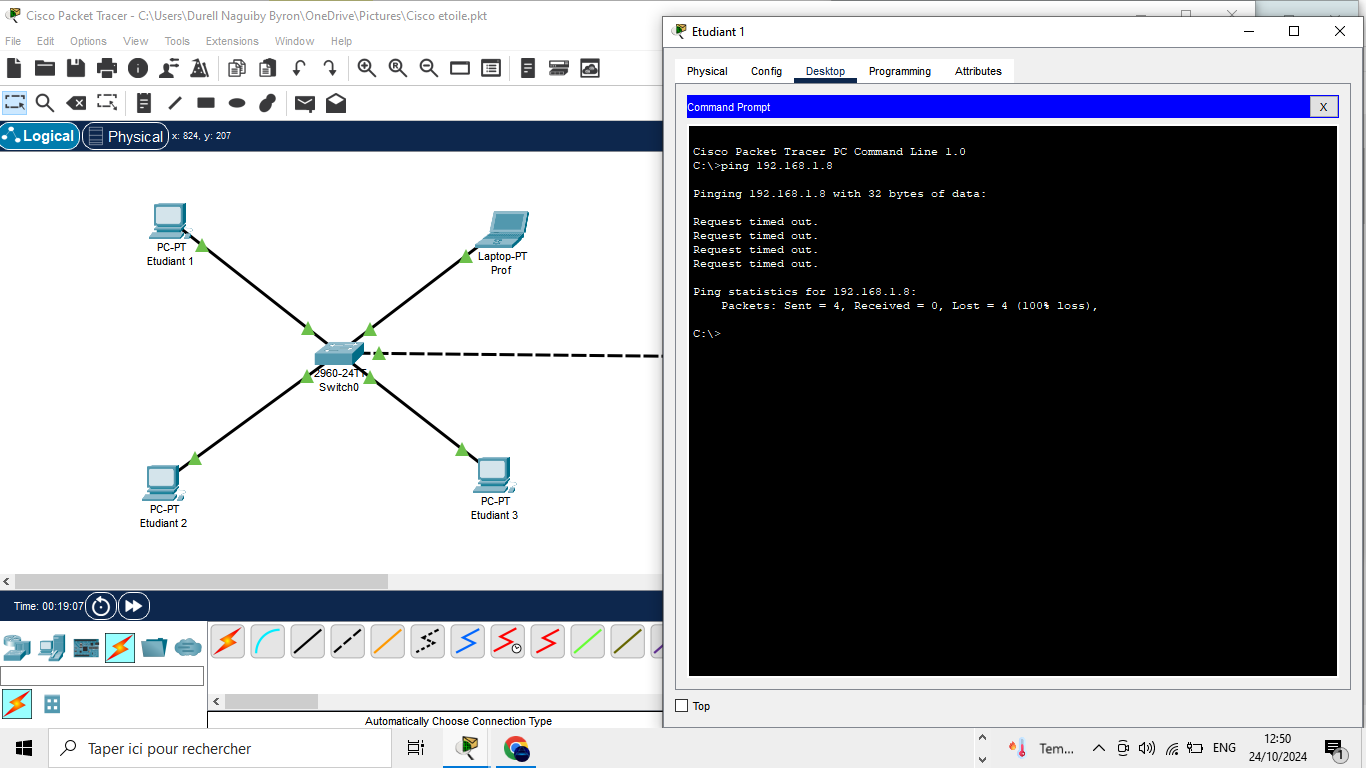 Cisco Packet Tracer - C:\Users\Durell Naguiby Byron\OneDrive\Pictures\Cisco etoile.pkt
File Edit Options View Tools Extensions Window Help
Logical Physical x: 824, y: 207
PC-PT
Etudiant 1
Laptop-PT
Prof
2960-24TT
Switch0
PC-PT
Etudiant 2
PC-PT
Etudiant 3
Time: 00:19:07
Automatically Choose Connection Type
Etudiant 1
Physical Config Desktop Programming Attributes
Command Prompt
X
Cisco Packet Tracer PC Command Line 1.0
C:\>ping 192.168.1.8
Pinging 192.168.1.8 with 32 bytes of data:
Request timed out.
Request timed out.
Request timed out.
Request timed out.
Ping statistics for 192.168.1.8:
Packets: Sent = 4, Received = 0, Lost = 4 (100% loss),
C:\>
Top
Taper ici pour rechercher
Tem...
ENG
12:50
24/10/2024
1